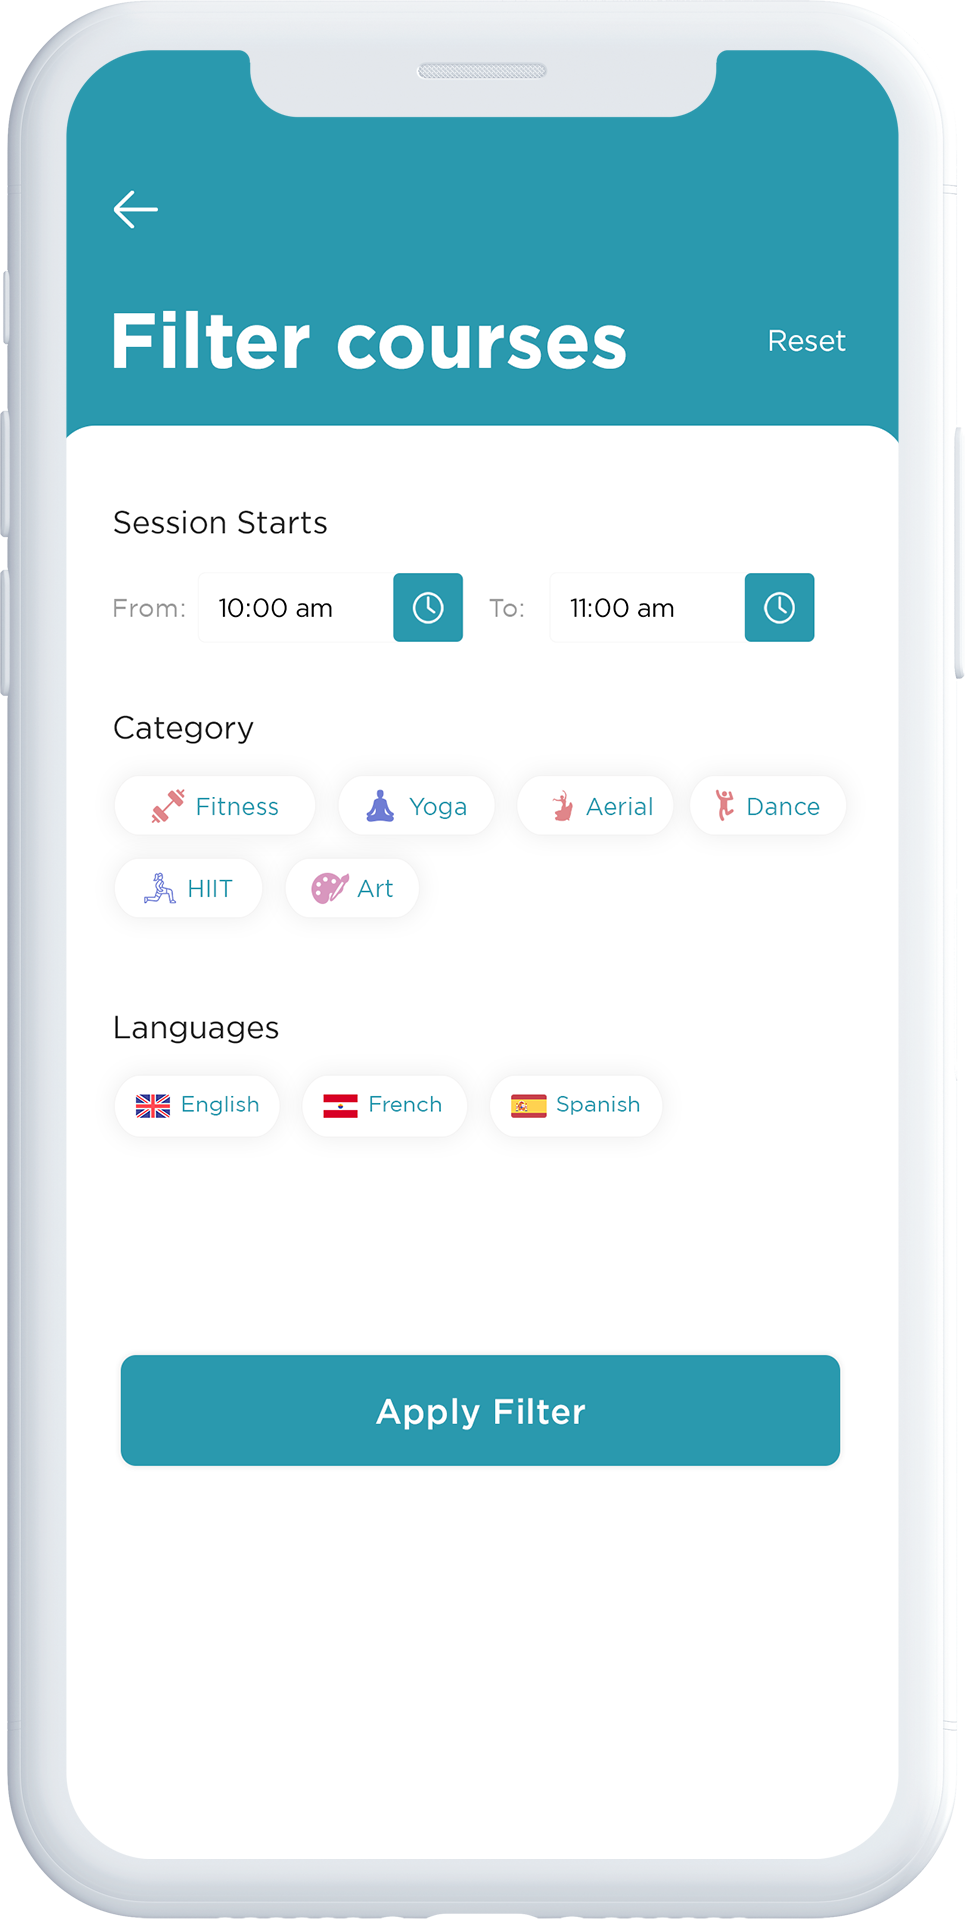 Filter courses
Reset
Session Starts
From: 10:00 am To: 11:00 am
Category
Fitness Yoga Aerial Dance
HIIT Art
Languages
English French Spanish
Apply Filter